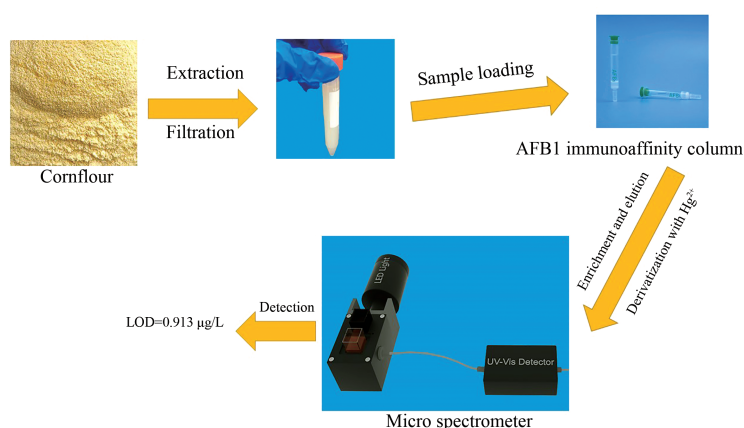 Extraction
Filtration
Cornflour
Sample loading
AFB1 immunoaffinity column
Enrichment and elution
Derivatization with Hg²⁺
LED Light
UV-Vis Detector
Micro spectrometer
Detection
LOD=0.913 μg/L